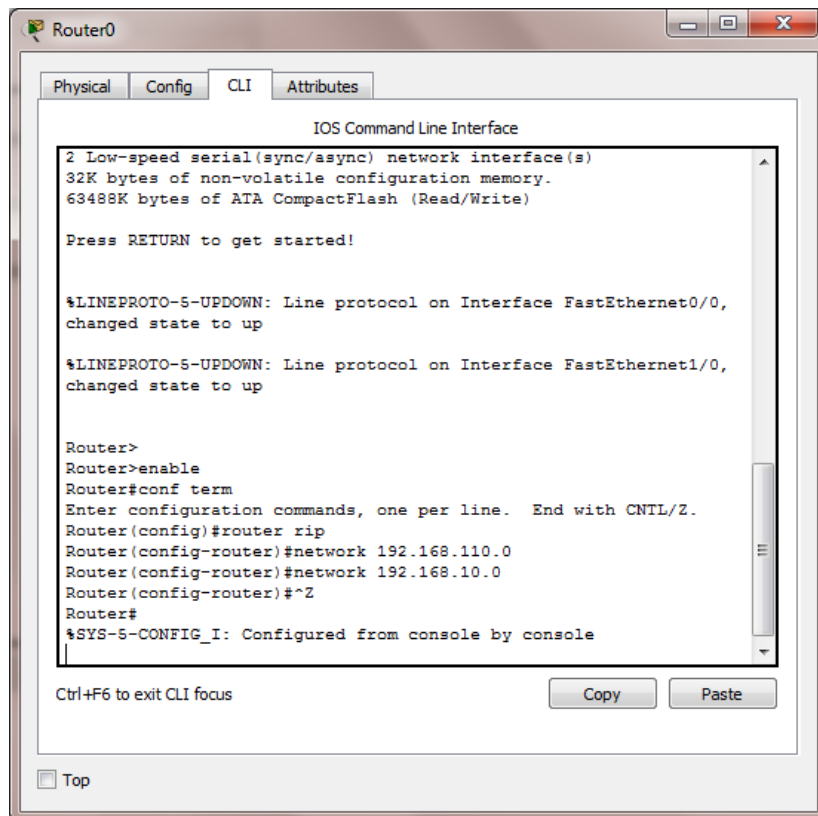 Router0
Physical Config CLI Attributes
IOS Command Line Interface
2 Low-speed serial(sync/async) network interface(s)
32K bytes of non-volatile configuration memory.
63488K bytes of ATA CompactFlash (Read/Write)
Press RETURN to get started!
%LINEPROTO-5-UPDOWN: Line protocol on Interface FastEthernet0/0,
changed state to up
%LINEPROTO-5-UPDOWN: Line protocol on Interface FastEthernet1/0,
changed state to up
Router>
Router>enable
Router#conf term
Enter configuration commands, one per line.  End with CNTL/Z.
Router(config)#router rip
Router(config-router)#network 192.168.110.0
Router(config-router)#network 192.168.10.0
Router(config-router)#^Z
Router#
%SYS-5-CONFIG_I: Configured from console by console
Ctrl+F6 to exit CLI focus
Copy Paste
Top